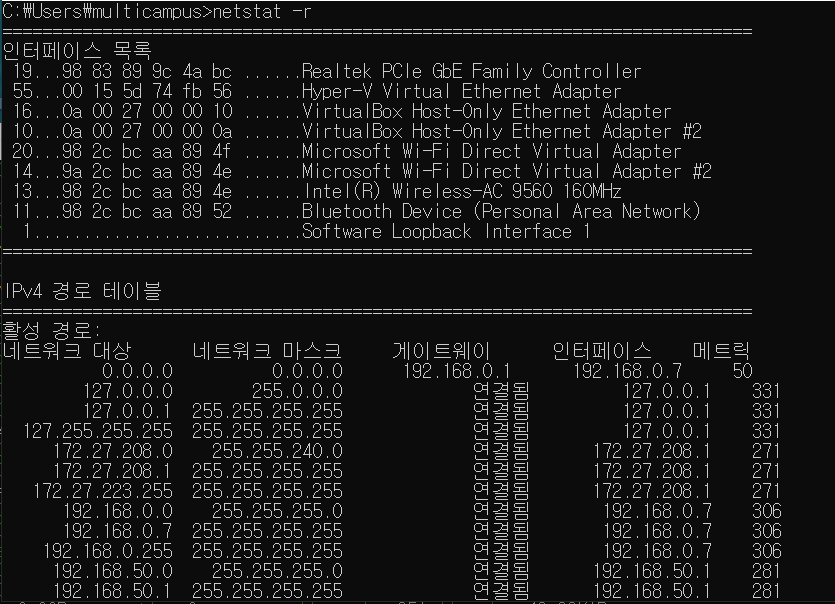 C:\Users\multicampus>netstat -r
===========================================================================
인터페이스 목록
 19...98 83 89 9c 4a bc ......Realtek PCIe GbE Family Controller
 55...00 15 5d 74 fb 56 ......Hyper-V Virtual Ethernet Adapter
 16...0a 00 27 00 00 10 ......VirtualBox Host-Only Ethernet Adapter
 10...0a 00 27 00 00 0a ......VirtualBox Host-Only Ethernet Adapter #2
 20...98 2c bc aa 89 4f ......Microsoft Wi-Fi Direct Virtual Adapter
 14...9a 2c bc aa 89 4e ......Microsoft Wi-Fi Direct Virtual Adapter #2
 13...98 2c bc aa 89 4e ......Intel(R) Wireless-AC 9560 160MHz
 11...98 2c bc aa 89 52 ......Bluetooth Device (Personal Area Network)
  1...........................Software Loopback Interface 1
===========================================================================
IPv4 경로 테이블
===========================================================================
활성 경로:
네트워크 대상 네트워크 마스크 게이트웨이 인터페이스 메트릭
0.0.0.0 0.0.0.0 192.168.0.1 192.168.0.7 50
127.0.0.0 255.0.0.0 연결됨 127.0.0.1 331
127.0.0.1 255.255.255.255 연결됨 127.0.0.1 331
127.255.255.255 255.255.255.255 연결됨 127.0.0.1 331
172.27.208.0 255.255.240.0 연결됨 172.27.208.1 271
172.27.208.1 255.255.255.255 연결됨 172.27.208.1 271
172.27.223.255 255.255.255.255 연결됨 172.27.208.1 271
192.168.0.0 255.255.255.0 연결됨 192.168.0.7 306
192.168.0.7 255.255.255.255 연결됨 192.168.0.7 306
192.168.0.255 255.255.255.255 연결됨 192.168.0.7 306
192.168.50.0 255.255.255.0 연결됨 192.168.50.1 281
192.168.50.1 255.255.255.255 연결됨 192.168.50.1 281